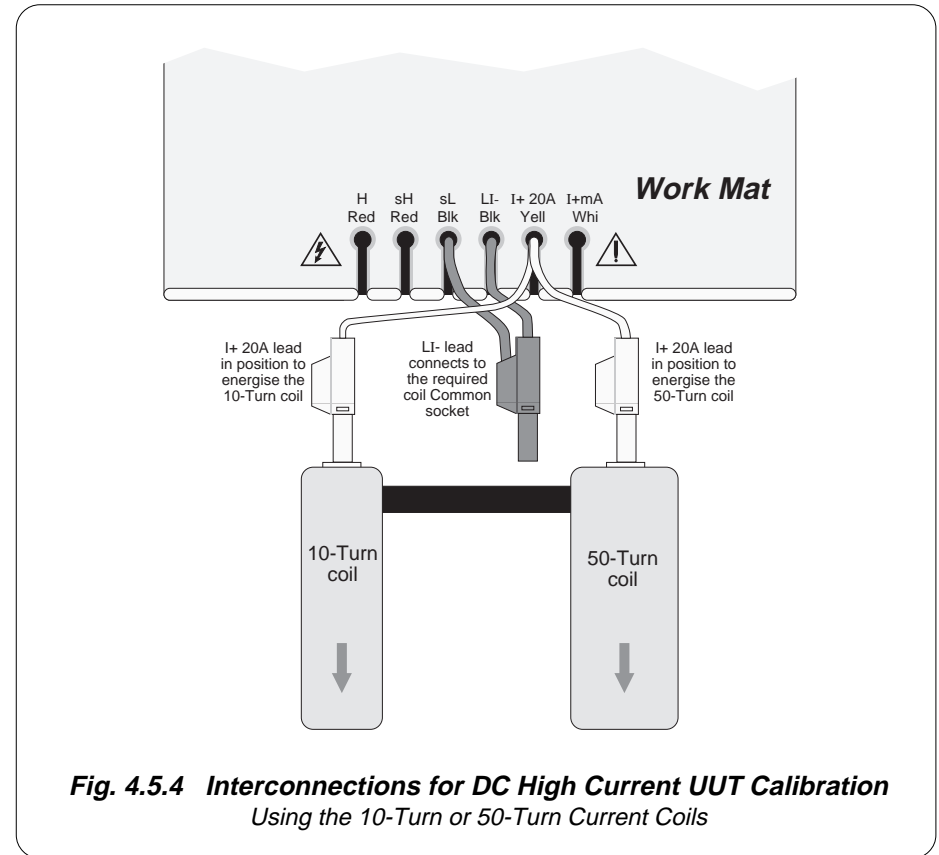 Work Mat
H sH sL LI- I+ 20A I+mA
Red Red Blk Blk Yell Whi
I+ 20A lead
in position to
energise the
10-Turn coil
LI- lead
connects to
the required
coil Common
socket
I+ 20A lead
in position to
energise the
50-Turn coil
10-Turn
coil
50-Turn
coil
Fig. 4.5.4 Interconnections for DC High Current UUT Calibration
Using the 10-Turn or 50-Turn Current Coils